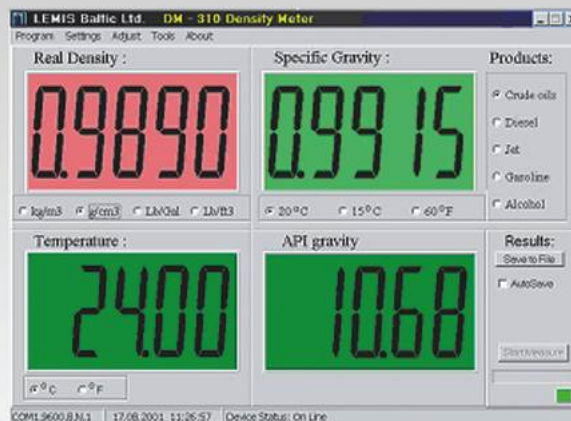 LEMIS Baltic Ltd. DM - 310 Density Meter
Program Settings Adjust Tools About
Real Density :
Specific Gravity :
Products:
0.9890
0.9915
Crude oils
Diesel
Jet
Gasoline
Alcohol
kg/m3 g/cm3 Lb/Gal Lb/ft3
20°C 15°C 60°F
Temperature :
API gravity
Results:
24.00
10.68
Save to File
AutoSave
Start Measure
°C °F
COM1,9600,8,N,1 17.08.2001 11:26:57 Device Status: On Line